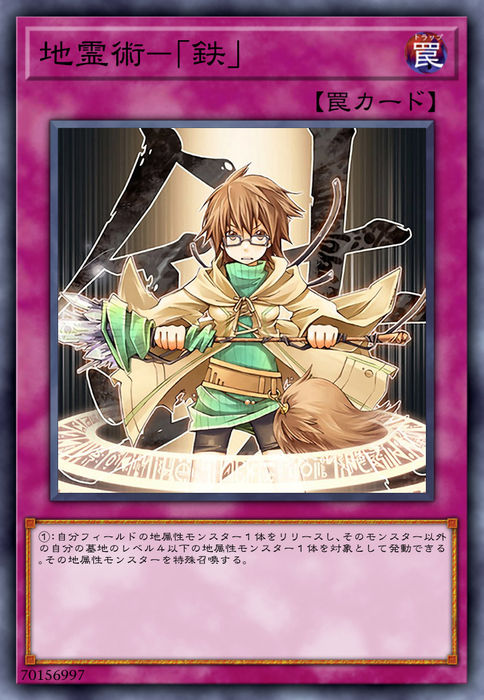 地霊術－「鉄」
トラップ
罠
【罠カード】
①：自分フィールドの地属性モンスター１体をリリースし、そのモンスター以外
の自分の墓地のレベル４以下の地属性モンスター１体を対象として発動できる
。その地属性モンスターを特殊召喚する。
70156997